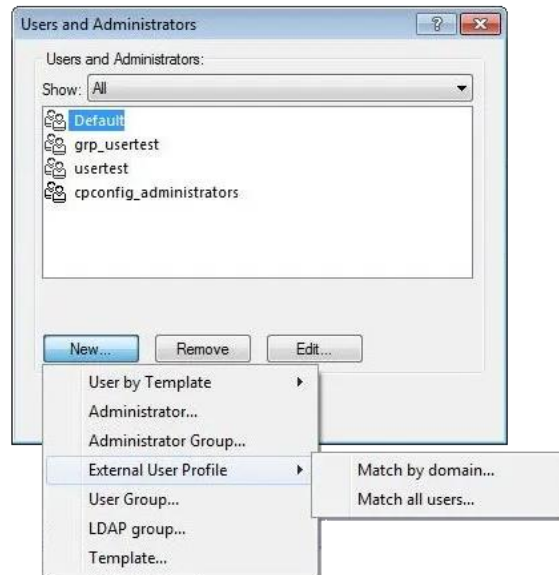 Users and Administrators
Users and Administrators:
Show: All
Default
grp_usertest
usertest
cpconfig_administrators
New... Remove Edit...
User by Template
Administrator...
Administrator Group...
External User Profile
Match by domain...
User Group...
Match all users...
LDAP group...
Template...